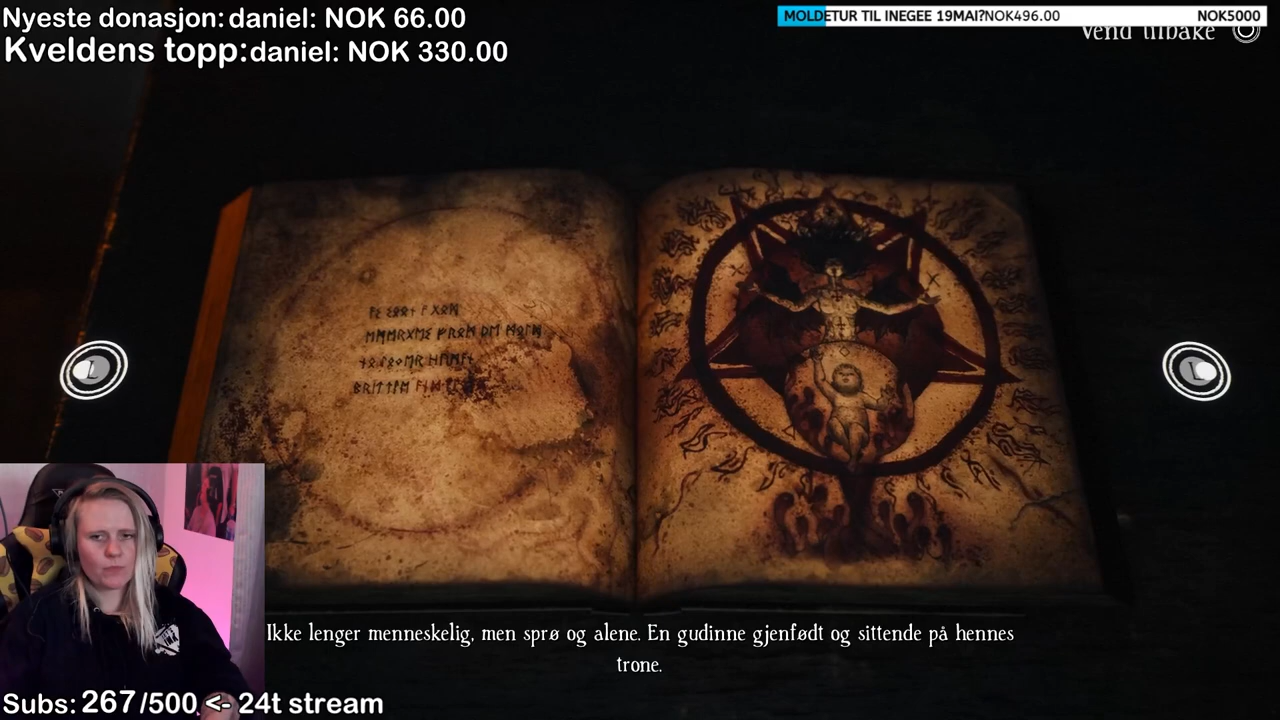 Nyeste donasjon: daniel: NOK 66.00
Kveldens topp: daniel: NOK 330.00
MOLDETUR TIL INEGEE 19MAI? NOK496.00 NOK5000
Vend tilbake
L
L
Ikke lenger menneskelig, men sprø og alene. En gudinne gjenfødt og sittende på hennes
trone.
Subs: 267/500 <- 24t stream